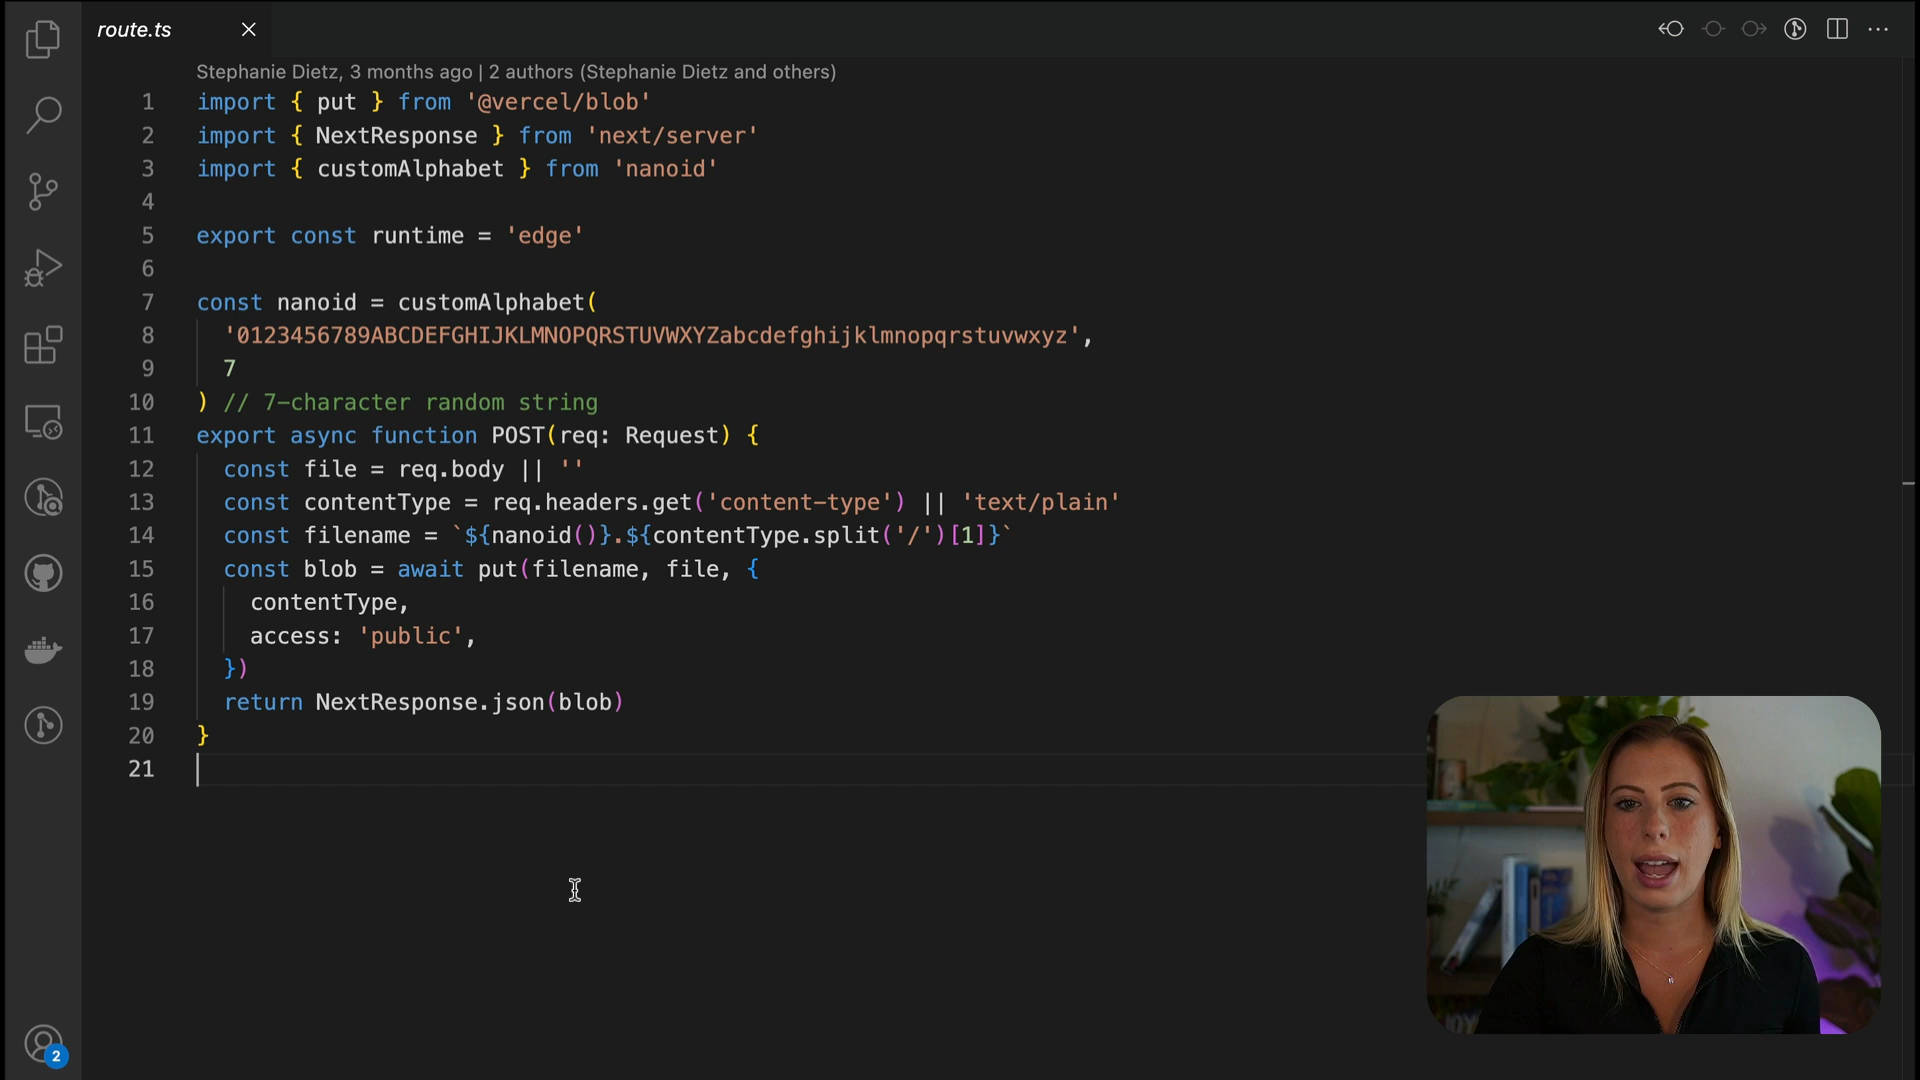 route.ts
Stephanie Dietz, 3 months ago | 2 authors (Stephanie Dietz and others)
1 import { put } from '@vercel/blob'
2 import { NextResponse } from 'next/server'
3 import { customAlphabet } from 'nanoid'
4
5 export const runtime = 'edge'
6
7 const nanoid = customAlphabet(
8 '0123456789ABCDEFGHIJKLMNOPQRSTUVWXYZabcdefghijklmnopqrstuvwxyz',
9 7
10 ) // 7-character random string
11 export async function POST(req: Request) {
12 const file = req.body || ''
13 const contentType = req.headers.get('content-type') || 'text/plain'
14 const filename = `${nanoid()}.${contentType.split('/')[1]}`
15 const blob = await put(filename, file, {
16 contentType,
17 access: 'public',
18 })
19 return NextResponse.json(blob)
20 }
21
2